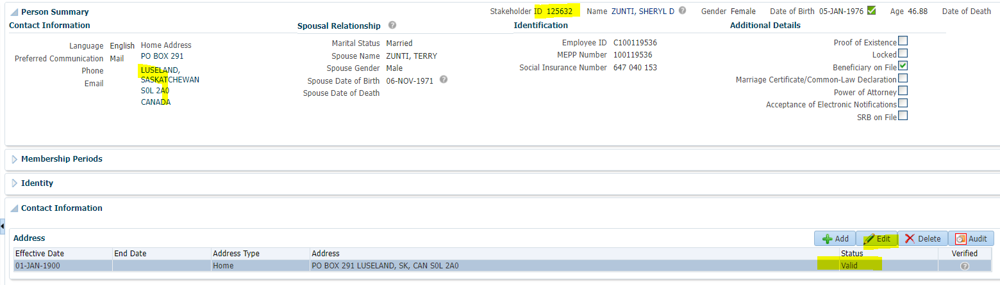 Person Summary Stakeholder ID 125632 Name ZUNTI, SHERYL D Gender Female Date of Birth 05-JAN-1976 Age 46.88 Date of Death
Contact Information Spousal Relationship Identification Additional Details
Language English Home Address Marital Status Married Employee ID C100119536 Proof of Existence
Preferred Communication Mail PO BOX 291 Spouse Name ZUNTI, TERRY MEPP Number 100119536 Locked
Phone LUSELAND, Spouse Gender Male Social Insurance Number 647 040 153 Beneficiary on File
Email SASKATCHEWAN Spouse Date of Birth 06-NOV-1971 Marriage Certificate/Common-Law Declaration
S0L 2A0 Spouse Date of Death Power of Attorney
CANADA Acceptance of Electronic Notifications
SRB on File
Membership Periods
Identity
Contact Information
Address Add Edit Delete Audit
Effective Date End Date Address Type Address Status Verified
01-JAN-1900 Home PO BOX 291 LUSELAND, SK, CAN S0L 2A0 Valid